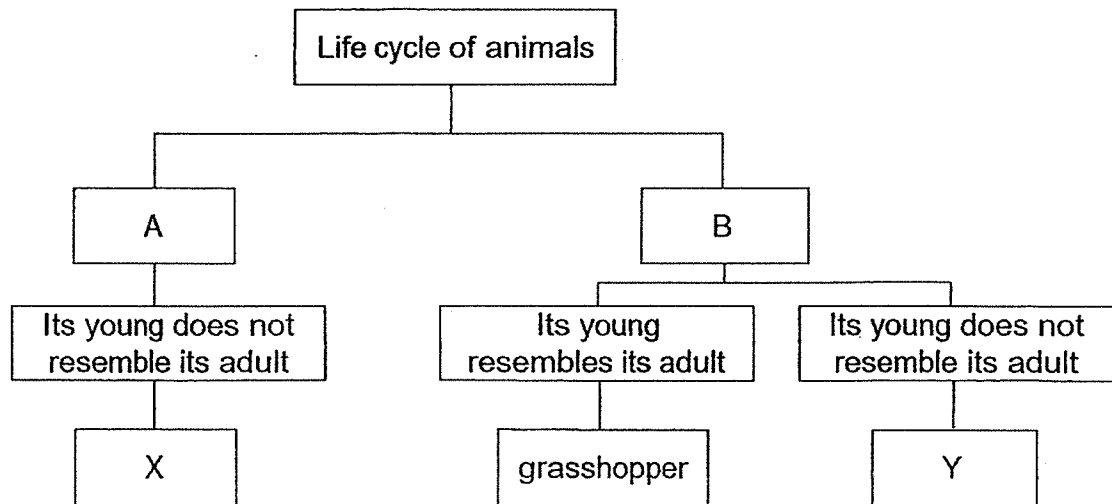 Life cycle of animals
A
B
Its young does not
resemble its adult
Its young
resembles its adult
Its young does not
resemble its adult
X
grasshopper
Y